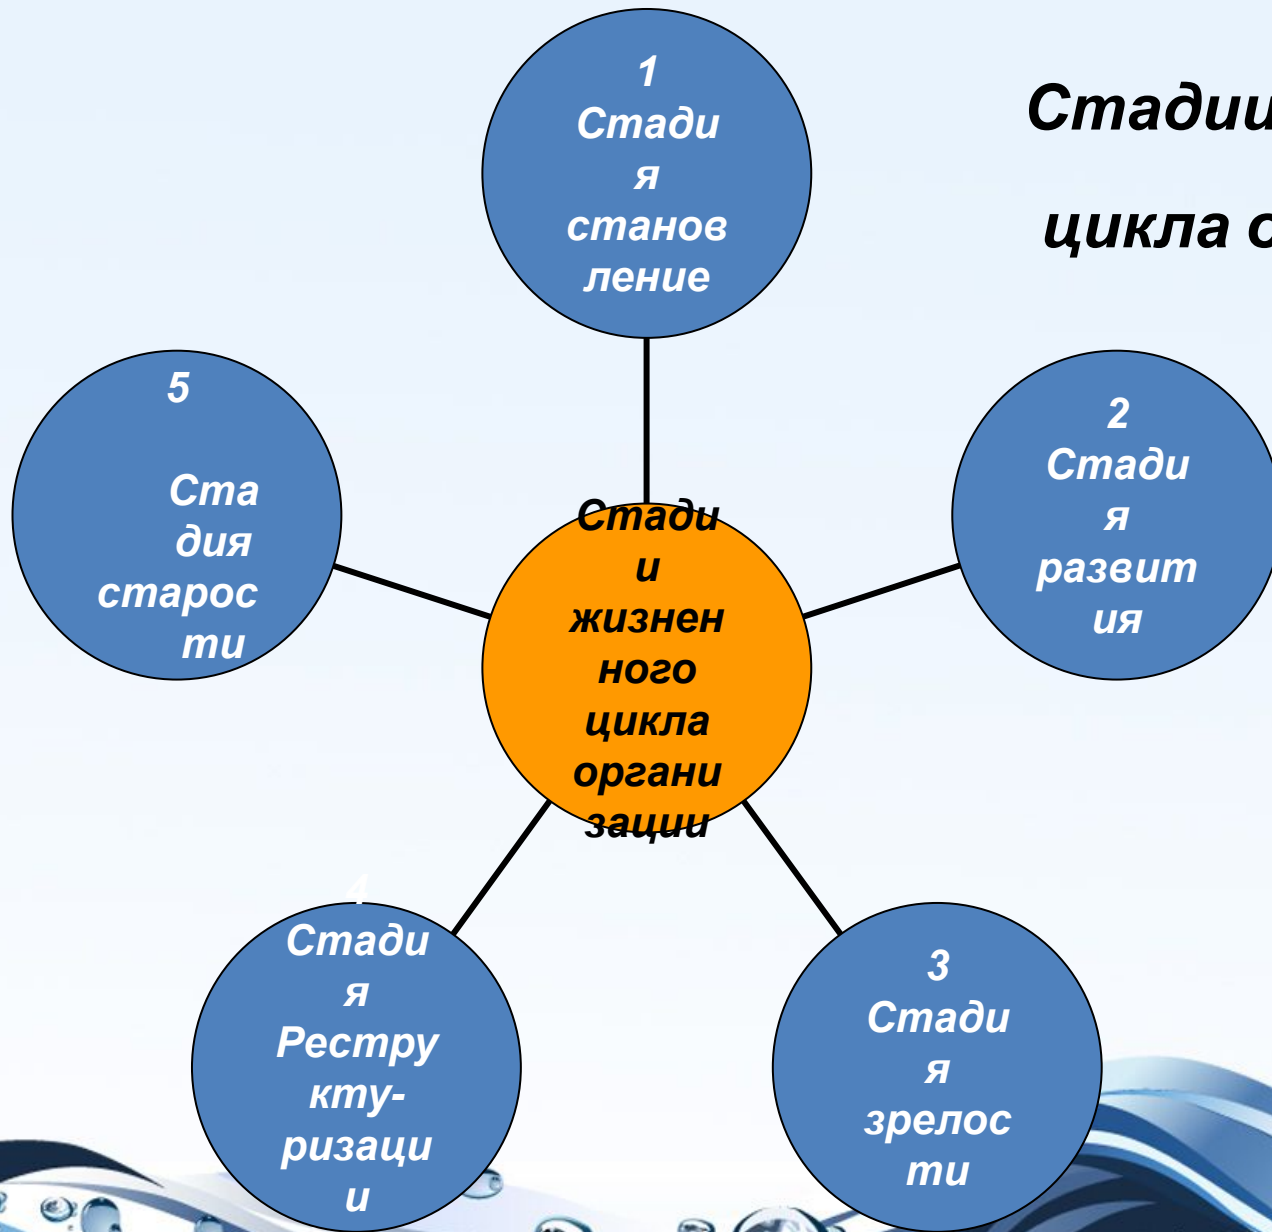 Стадии
цикла о
1
Стади
я
станов
ление
2
Стади
я
развит
ия
3
Стади
я
зрелос
ти
4
Стади
я
Рестру
кту-
ризаци
и
5
Ста
дия
старос
ти
Стади
и
жизнен
ного
цикла
органи
зации